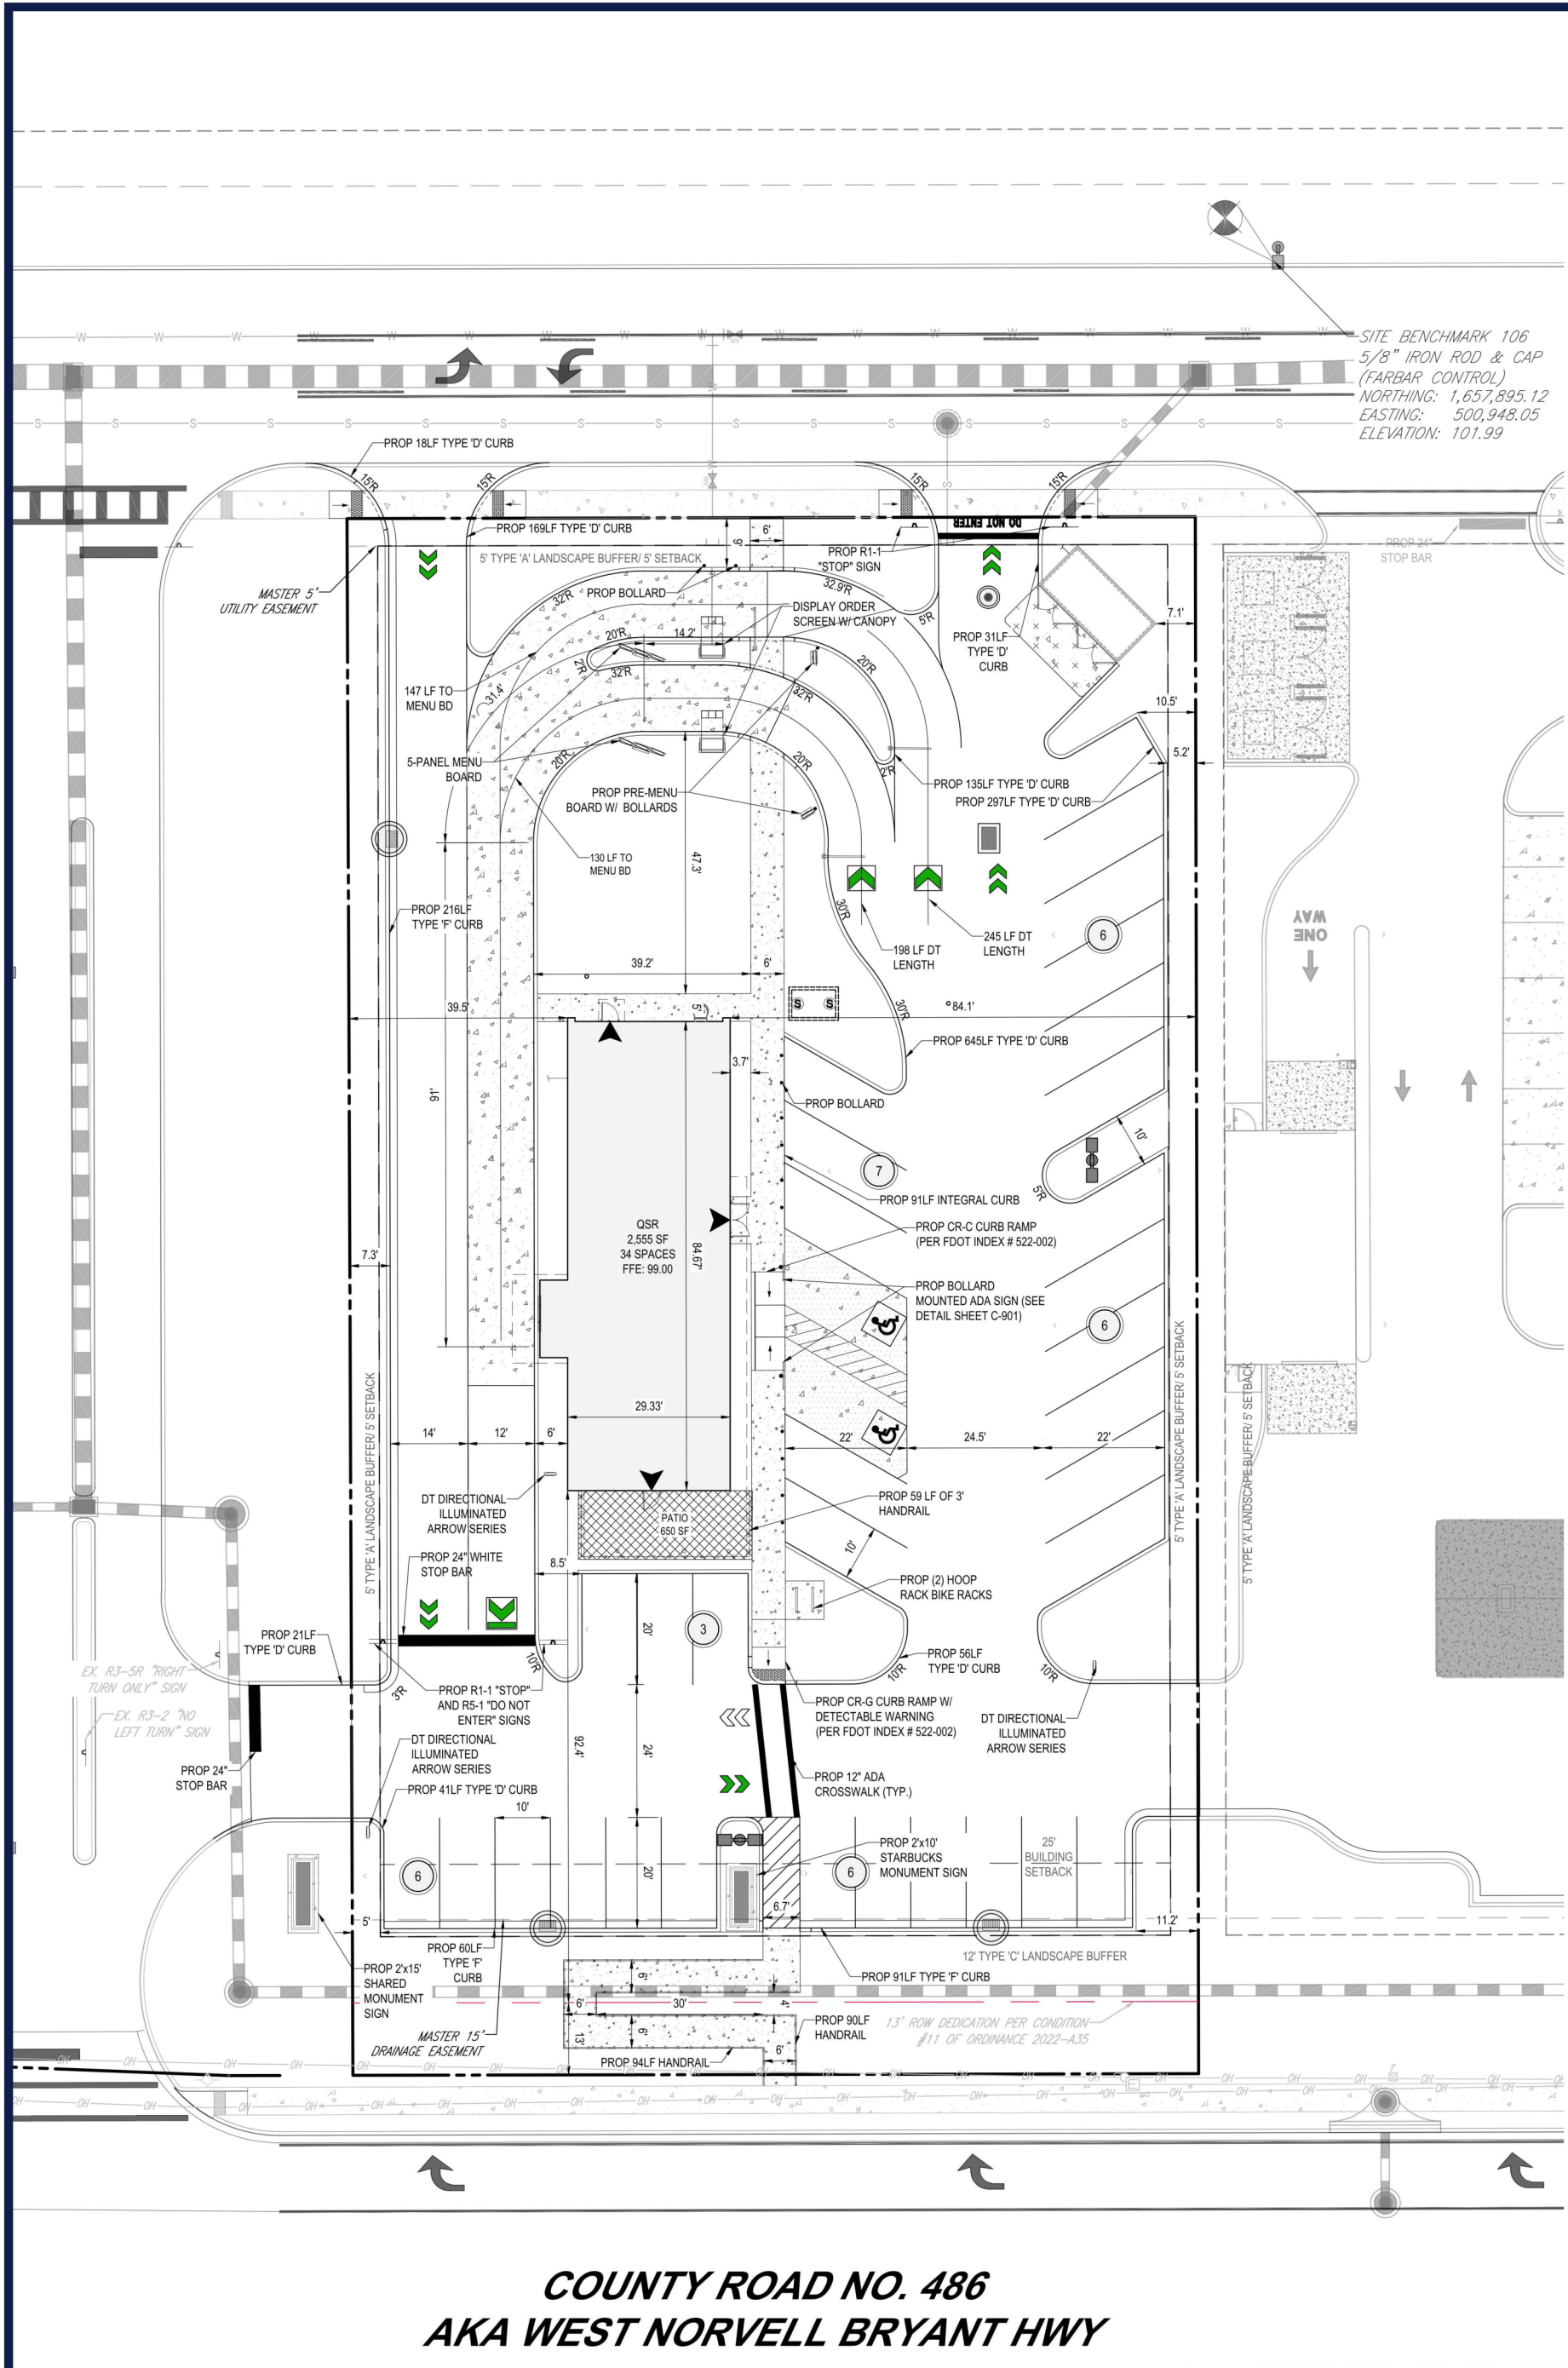 W W W W W W W W W W W W W W W W W
SITE BENCHMARK 106
5/8" IRON ROD & CAP
(FARBAR CONTROL)
NORTHING: 1,657,895.12
EASTING: 500,948.05
ELEVATION: 101.99
S S S S S S S S S S S S S S S S
PROP 18LF TYPE 'D' CURB
15'R
15'R
15'R
15'R
PROP 169LF TYPE 'D' CURB
DO NOT ENTER
6'
9'
5' TYPE 'A' LANDSCAPE BUFFER/ 5' SETBACK
PROP R1-1
"STOP" SIGN
PROP 24"
STOP BAR
MASTER 5'
UTILITY EASEMENT
PROP BOLLARD
32'R
32.9'R
5'R
DISPLAY ORDER
SCREEN W/ CANOPY
7.1'
20'R
14.2'
2'R
32'R
20'R
32'R
PROP 31LF
TYPE 'D'
CURB
147 LF TO
MENU BD
31.4'
10.5'
5.2'
5-PANEL MENU
BOARD
20'R
20'R
2'R
PROP 135LF TYPE 'D' CURB
PROP 297LF TYPE 'D' CURB
PROP PRE-MENU
BOARD W/ BOLLARDS
130 LF TO
MENU BD
47.3'
PROP 216LF
TYPE 'F' CURB
30'R
198 LF DT
LENGTH
245 LF DT
LENGTH
6
ONE
WAY
39.2'
6'
39.5'
5'
S S
30'R
84.1'
PROP 645LF TYPE 'D' CURB
3.7'
91'
PROP BOLLARD
10'
7
5'R
PROP 91LF INTEGRAL CURB
QSR
2,555 SF
34 SPACES
FFE: 99.00
84.67'
PROP CR-C CURB RAMP
(PER FDOT INDEX # 522-002)
7.3'
PROP BOLLARD
MOUNTED ADA SIGN (SEE
DETAIL SHEET C-901)
6
5' TYPE 'A' LANDSCAPE BUFFER/ 5' SETBACK
5' TYPE 'A' LANDSCAPE BUFFER/ 5' SETBACK
5' TYPE 'A' LANDSCAPE BUFFER/ 5' SETBACK
29.33'
14'
12'
6'
22'
24.5'
22'
DT DIRECTIONAL
ILLUMINATED
ARROW SERIES
PATIO
650 SF
PROP 59 LF OF 3'
HANDRAIL
10'
PROP 24" WHITE
STOP BAR
8.5'
PROP (2) HOOP
RACK BIKE RACKS
20'
3
PROP 21LF
TYPE 'D' CURB
10'R
PROP 56LF
TYPE 'D' CURB
10'R
10'R
EX. R3-5R "RIGHT
TURN ONLY" SIGN
3'R
PROP R1-1 "STOP"
AND R5-1 "DO NOT
ENTER" SIGNS
PROP CR-G CURB RAMP W/
DETECTABLE WARNING
(PER FDOT INDEX # 522-002)
DT DIRECTIONAL
ILLUMINATED
ARROW SERIES
EX. R3-2 "NO
LEFT TURN" SIGN
DT DIRECTIONAL
ILLUMINATED
ARROW SERIES
92.4'
24'
PROP 24"
STOP BAR
PROP 41LF TYPE 'D' CURB
PROP 12" ADA
CROSSWALK (TYP.)
10'
6
20'
6
PROP 2'x10'
STARBUCKS
MONUMENT SIGN
25'
BUILDING
SETBACK
5'
6.7'
11.2'
PROP 60LF
TYPE 'F'
CURB
12' TYPE 'C' LANDSCAPE BUFFER
PROP 2'x15'
SHARED
MONUMENT
SIGN
6'
PROP 91LF TYPE 'F' CURB
6'
30'
4'
MASTER 15'
DRAINAGE EASEMENT
13'
6'
PROP 90LF
HANDRAIL
13' ROW DEDICATION PER CONDITION
#11 OF ORDINANCE 2022-A35
PROP 94LF HANDRAIL
6'
OH OH OH OH OH OH OH OH OH
COUNTY ROAD NO. 486
AKA WEST NORVELL BRYANT HWY